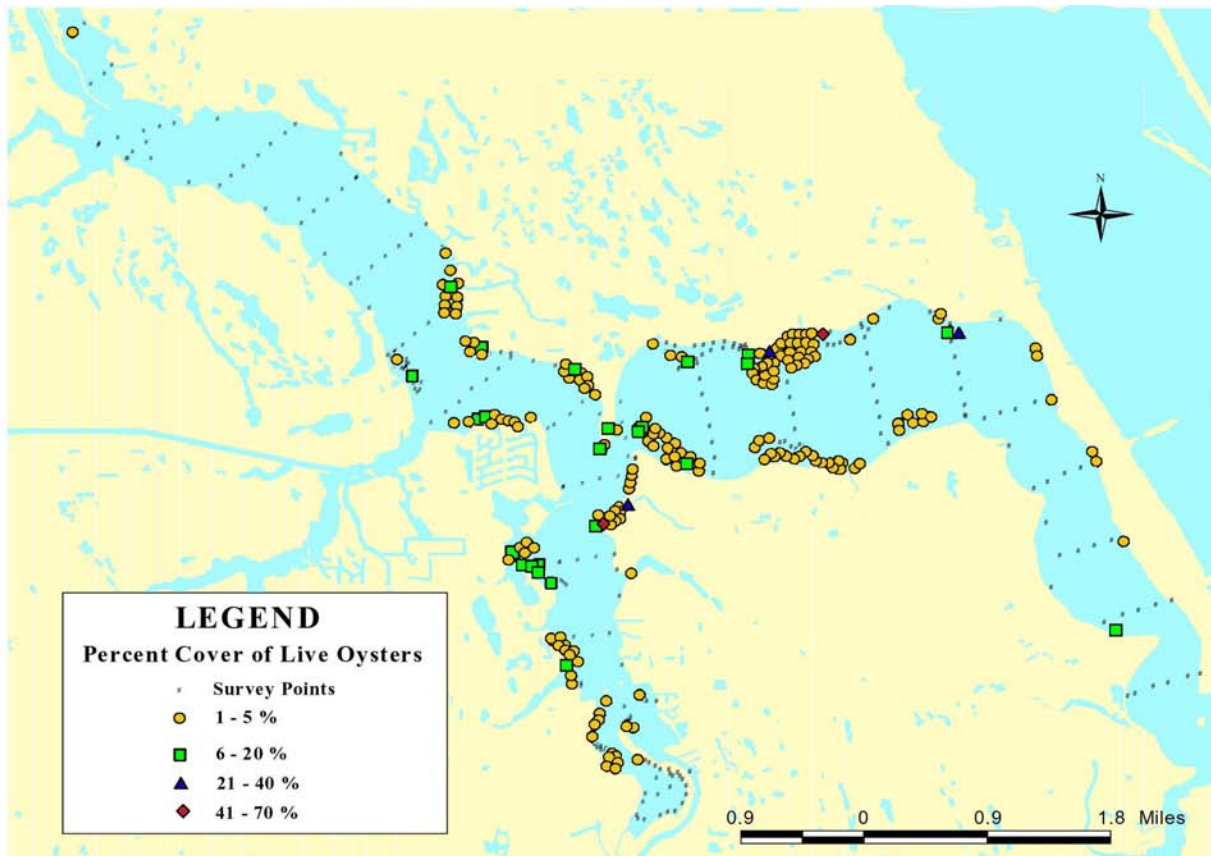 N
LEGEND
Percent Cover of Live Oysters
Survey Points
1 - 5 %
6 - 20 %
21 - 40 %
41 - 70 %
0.9 0 0.9 1.8 Miles